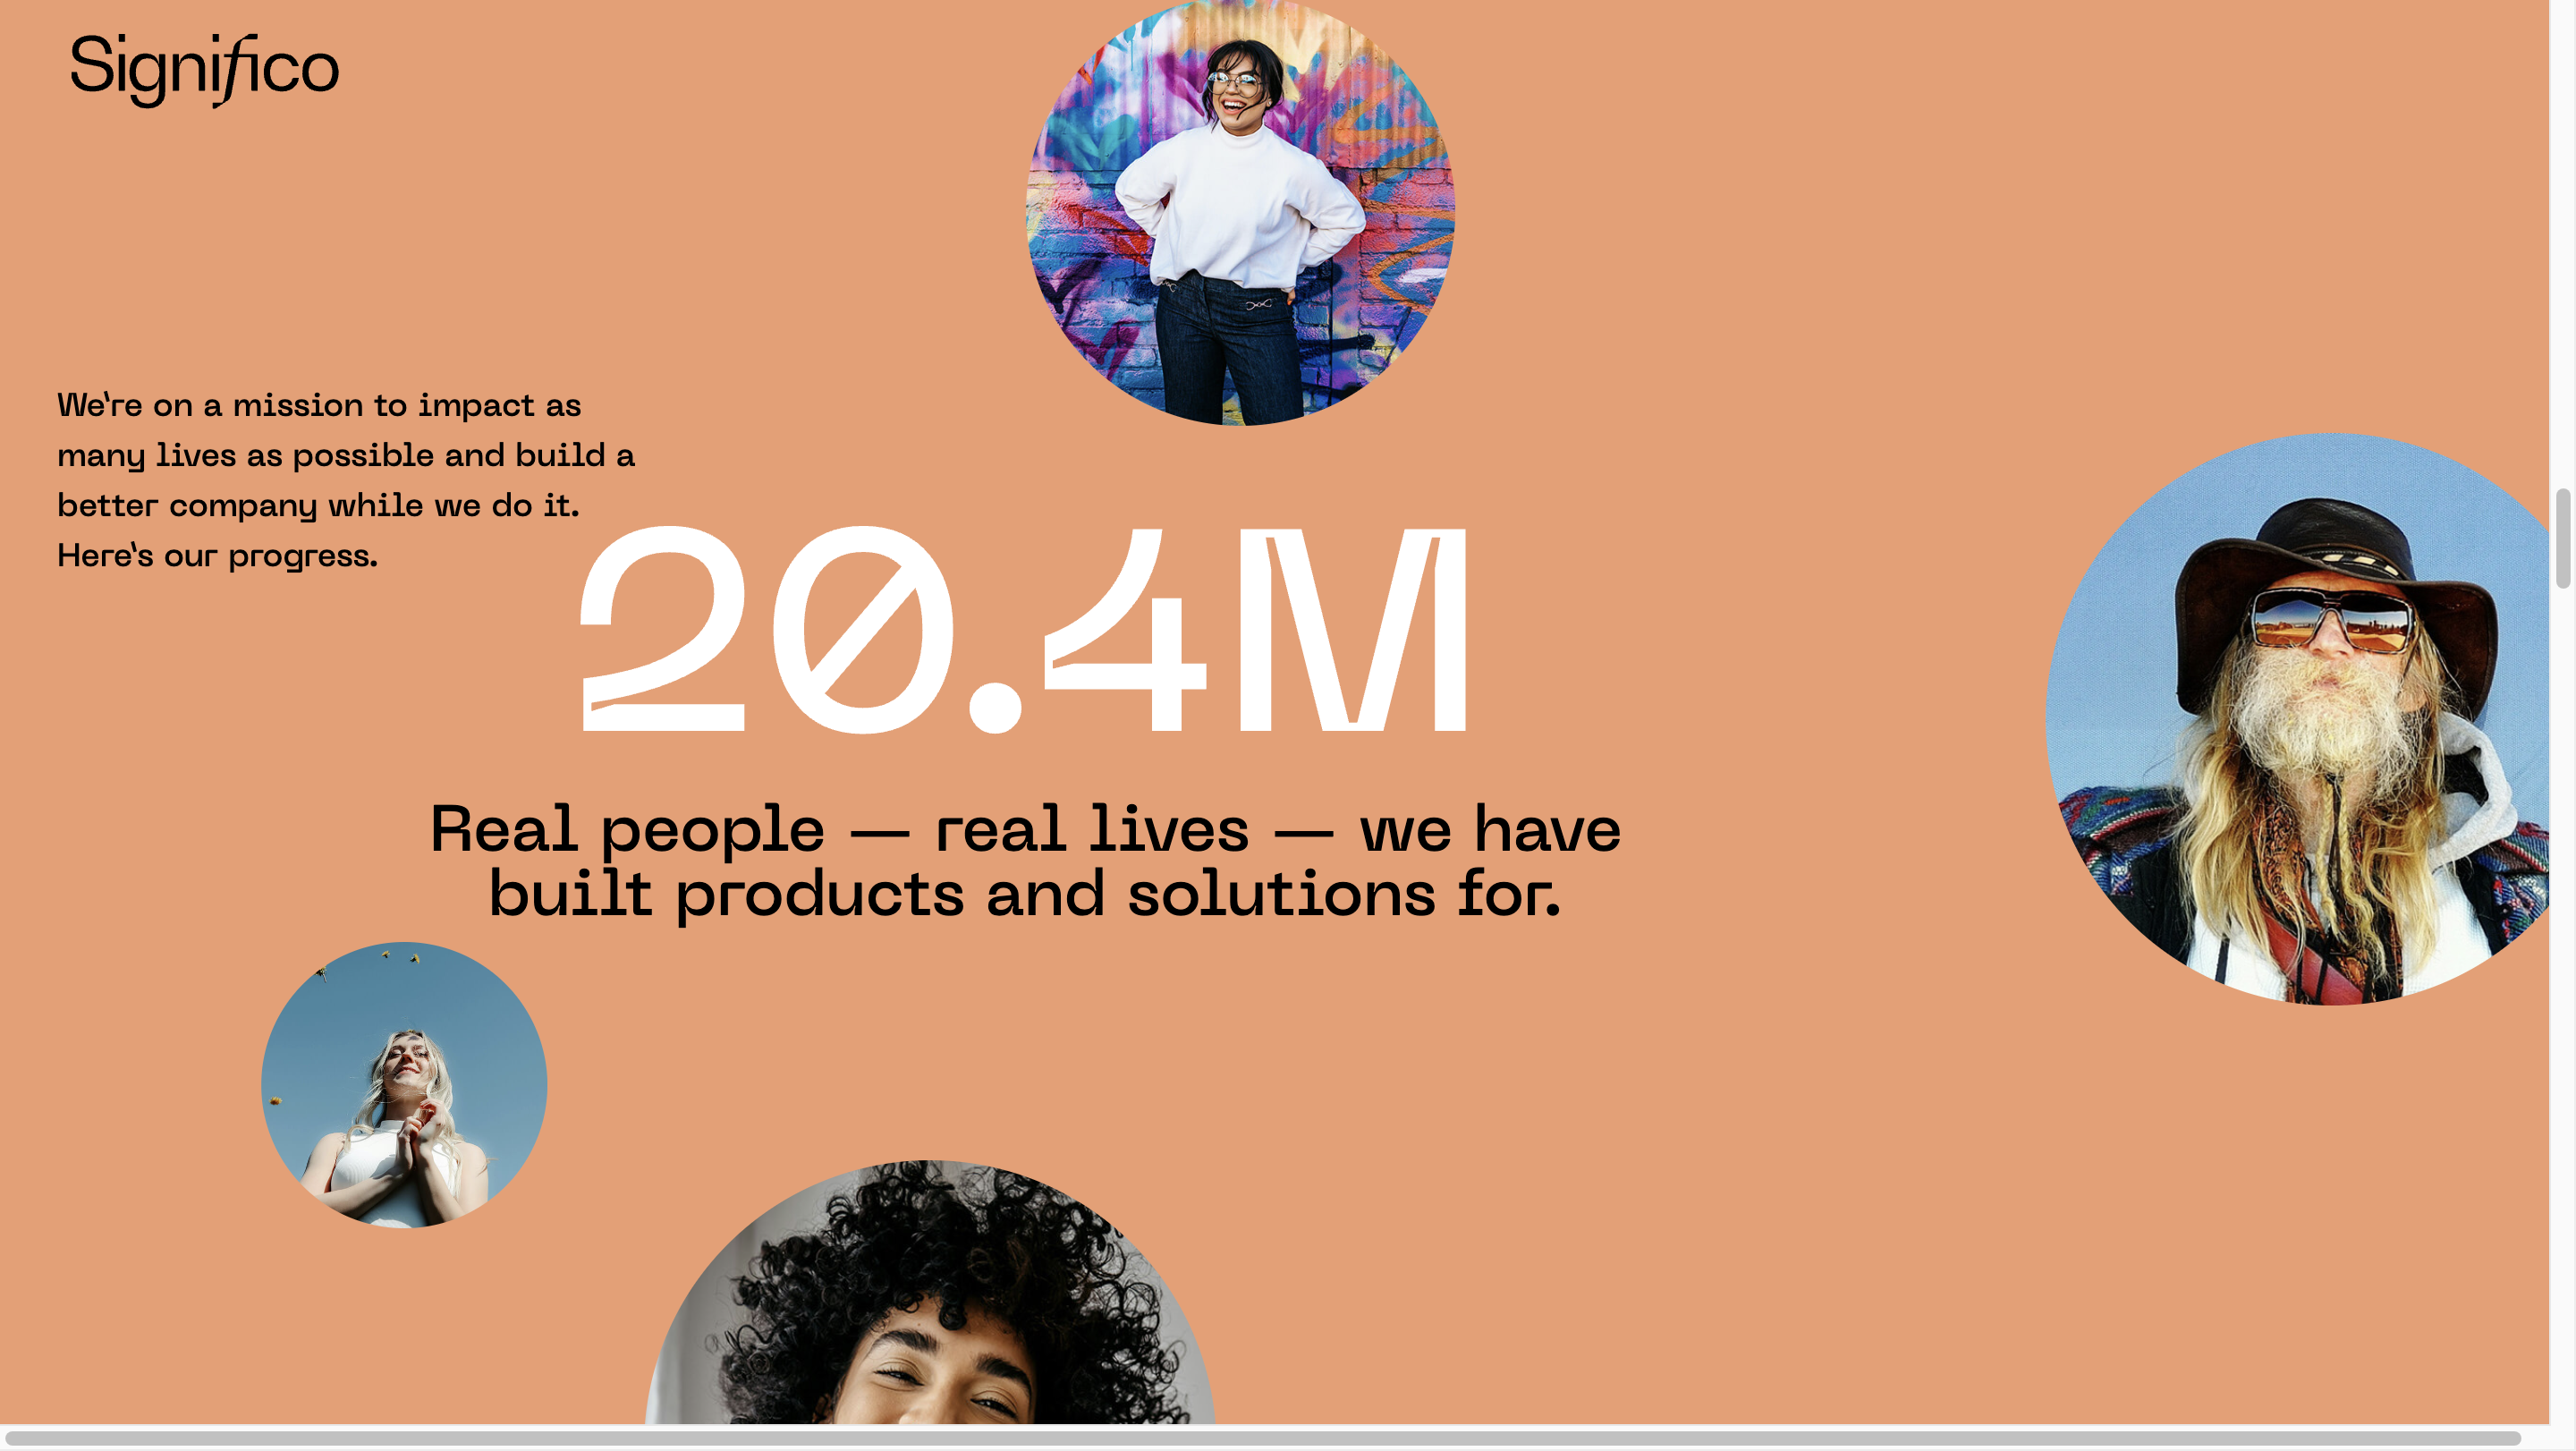 Significo
We're on a mission to impact as
many lives as possible and build a
better company while we do it.
Here's our progress.
20.4M
Real people — real lives — we have
built products and solutions for.